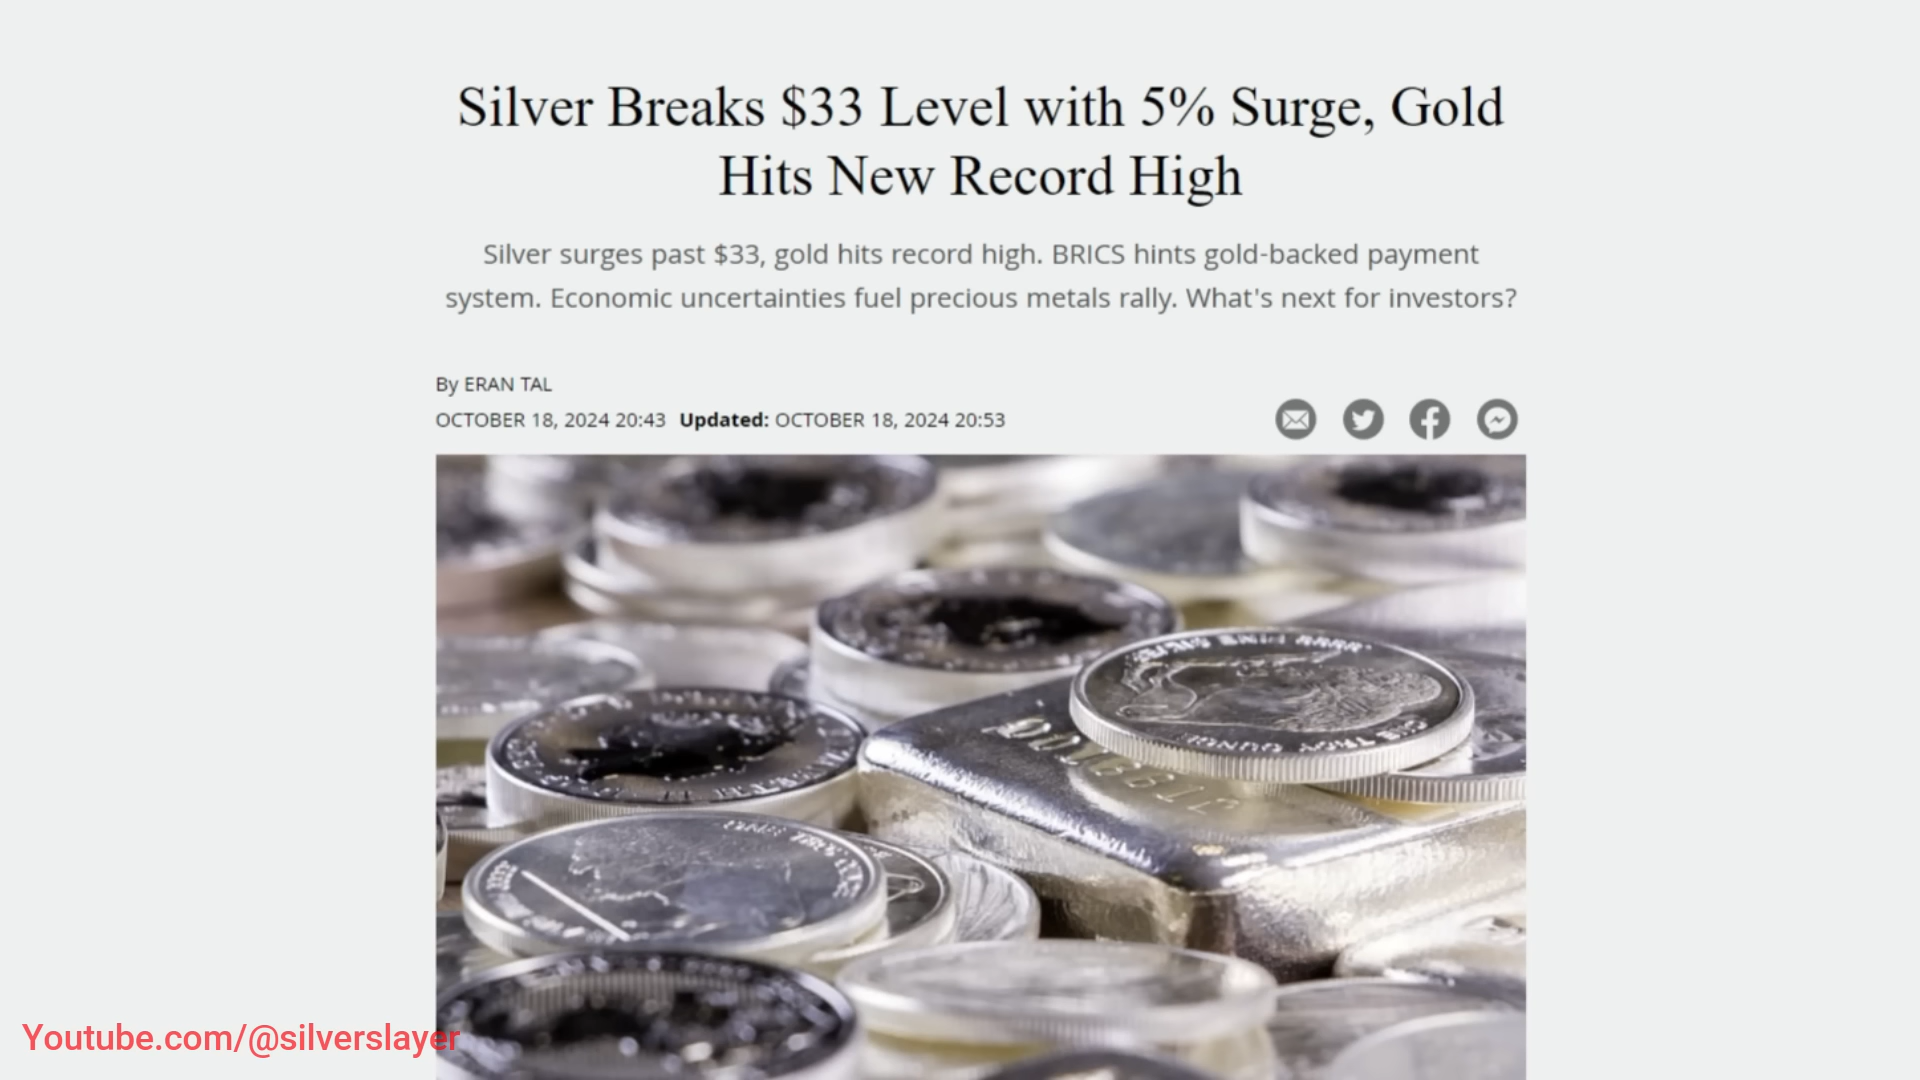 Silver Breaks $33 Level with 5% Surge, Gold
Hits New Record High
Silver surges past $33, gold hits record high. BRICS hints gold-backed payment
system. Economic uncertainties fuel precious metals rally. What's next for investors?
By ERAN TAL
OCTOBER 18, 2024 20:43 Updated: OCTOBER 18, 2024 20:53
Youtube.com/@silverslayer